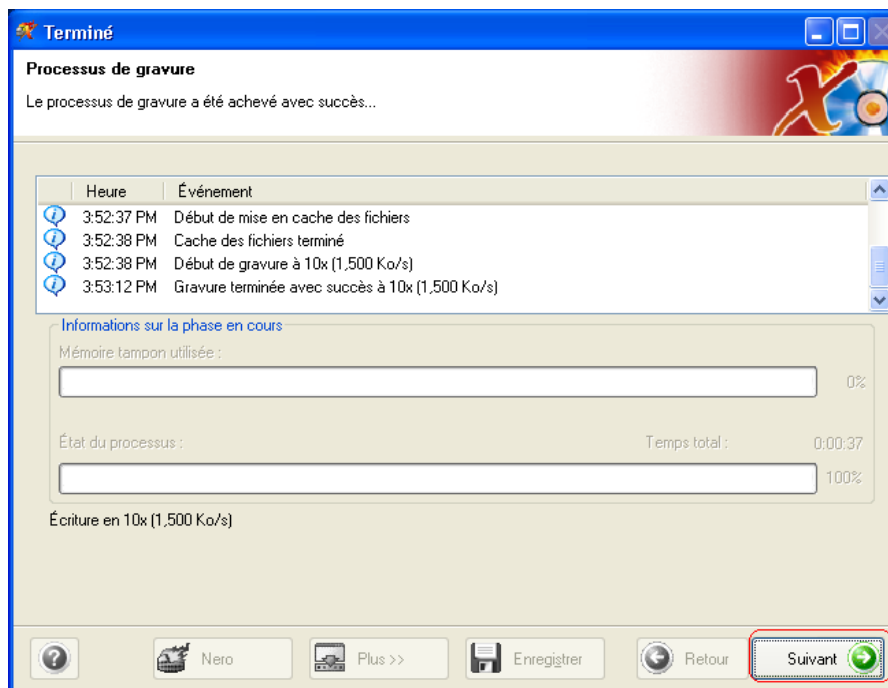 Terminé
Processus de gravure
Le processus de gravure a été achevé avec succès...
Heure Événement
3:52:37 PM Début de mise en cache des fichiers
3:52:38 PM Cache des fichiers terminé
3:52:38 PM Début de gravure à 10x (1,500 Ko/s)
3:53:12 PM Gravure terminée avec succès à 10x (1,500 Ko/s)
Informations sur la phase en cours
Mémoire tampon utilisée :
0%
État du processus : Temps total : 0:00:37
100%
Écriture en 10x (1,500 Ko/s)
? Nero Plus >> Enregistrer Retour Suivant